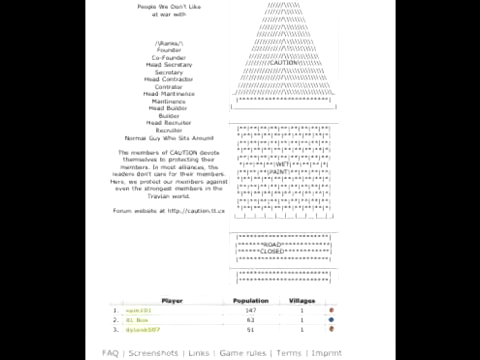 People We Don't Like
at war with
/\Ranks/\
Founder
Co-Founder
Head Secretary
Secretary
Head Contractor
Contrator
Head Maintinence
Maintinence
Head Builder
Builder
Head Recruiter
Recruiter
Normal Guy Who Sits Around
The members of CAUTION devote
themselves to protecting their
members. In most alliances, the
leaders don't care for their members.
Here, we protect our members against
even the strongest members in the
Travian world.
Forum website at http://caution.tl.cx
CAUTION
WET
PAINT
ROAD
CLOSED
Player Population Villages
1. 147 1
2. 63 1
3. 51 1
FAQ | Screenshots | Links | Game rules | Terms | Imprint